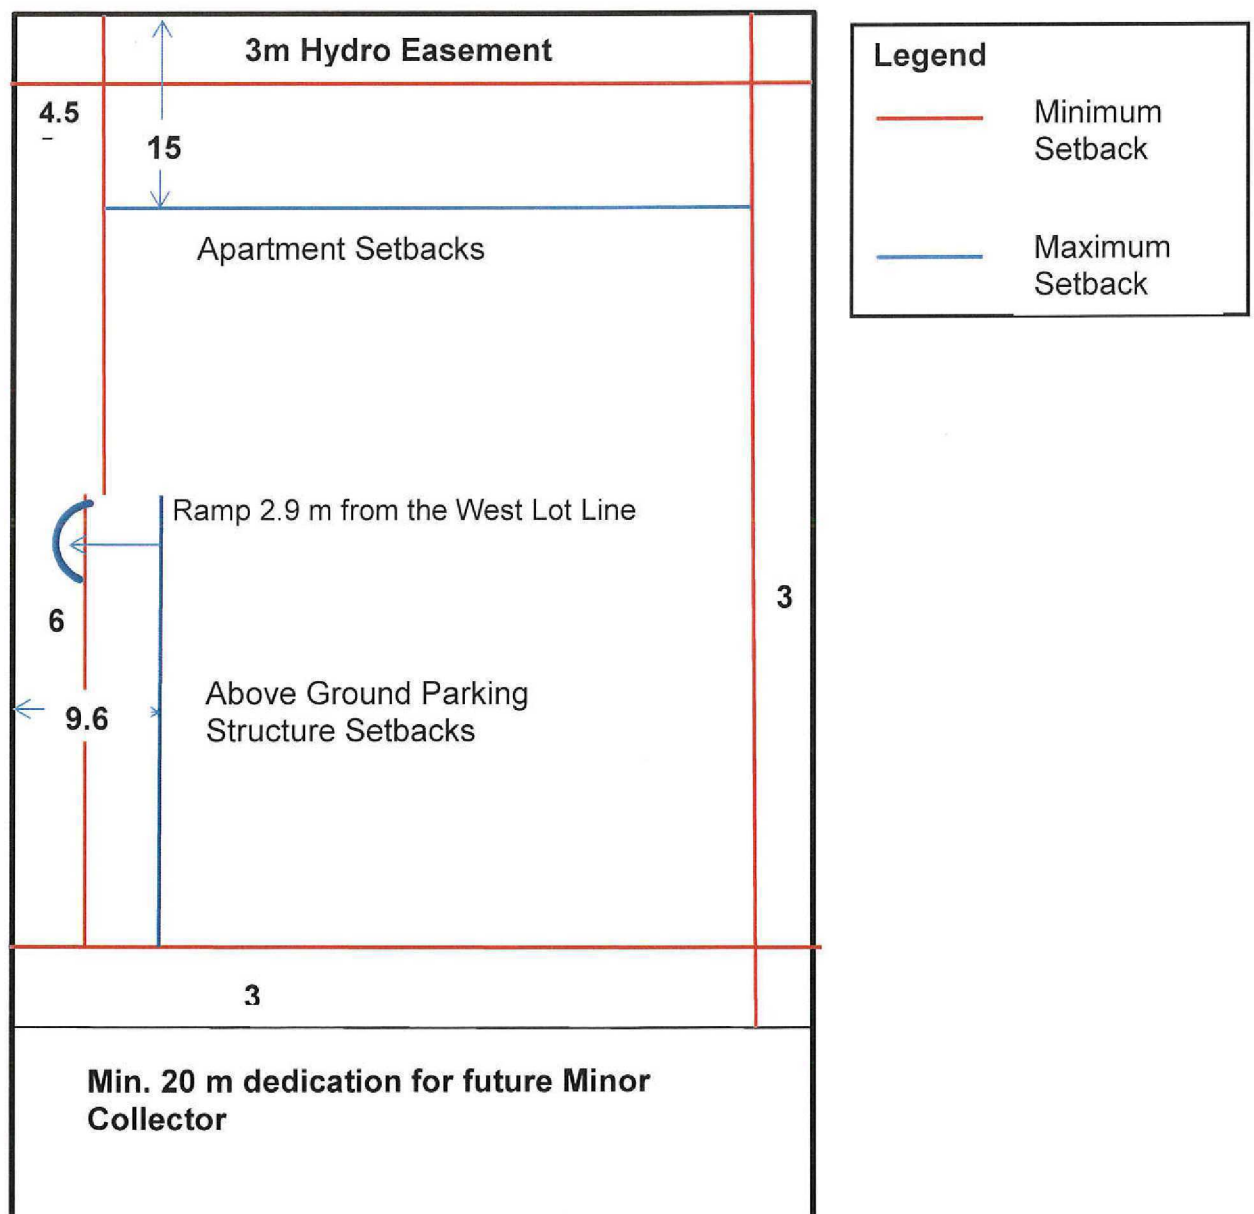 3m Hydro Easement
4.5
15
Apartment Setbacks
Ramp 2.9 m from the West Lot Line
6
3
9.6
Above Ground Parking
Structure Setbacks
3
Min. 20 m dedication for future Minor
Collector
Legend
Minimum
Setback
Maximum
Setback